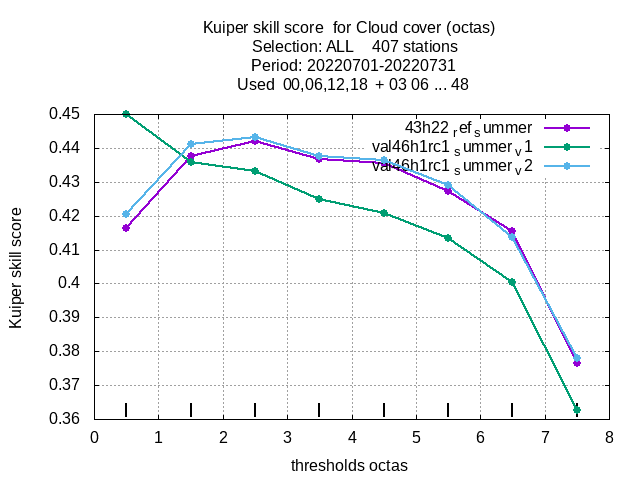 Kuiper skill score  for Cloud cover (octas)
Selection: ALL    407 stations
Period: 20220701-20220731
Used  00,06,12,18  + 03 06 ... 48
43h22 ref summer
val46h1rc1 summer v1
val46h1rc1 summer v2
Kuiper skill score
0.45
0.44
0.43
0.42
0.41
0.4
0.39
0.38
0.37
0.36
0 1 2 3 4 5 6 7 8
thresholds octas